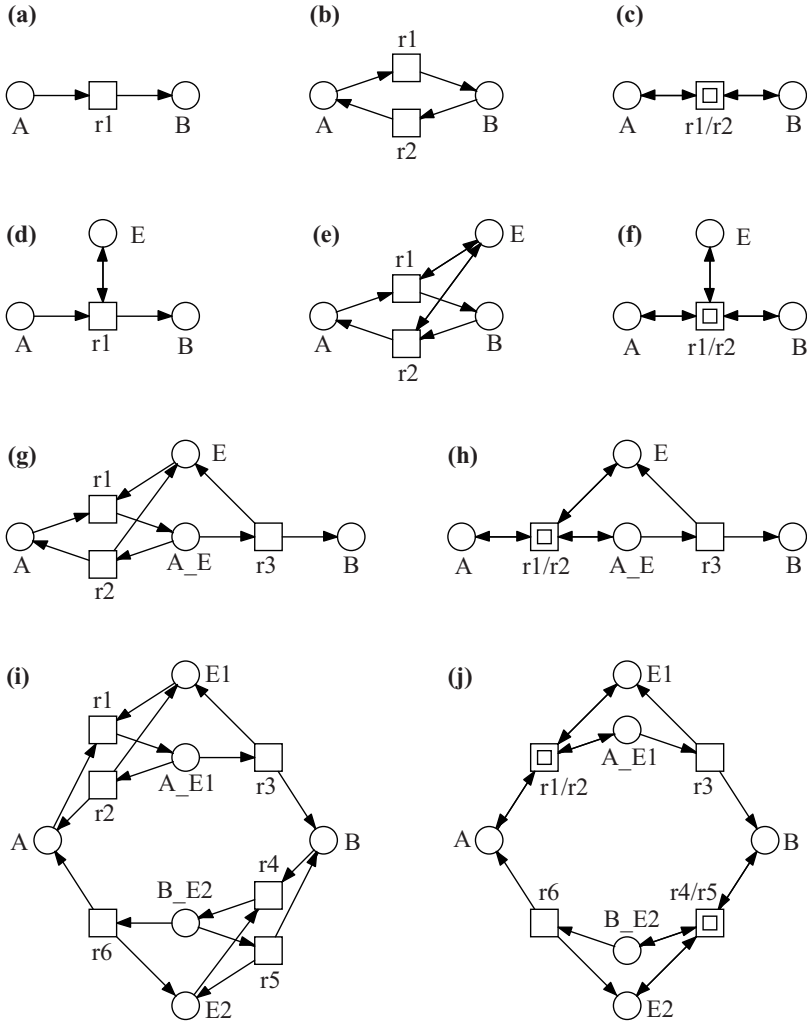 (a)
(b)
(c)
r1
A
r1
B
A
B
r2
A
r1/r2
B
(d)
(e)
(f)
E
E
E
r1
A
r1
B
A
B
r2
A
r1/r2
B
(g)
(h)
E
E
r1
A
r2
A_E
r3
B
A
r1/r2
A_E
r3
B
(i)
(j)
E1
E1
r1
A_E1
r2
A_E1
r3
r1/r2
r3
A
B
A
B
r4
B_E2
r6
r5
E2
r6
r4/r5
B_E2
E2